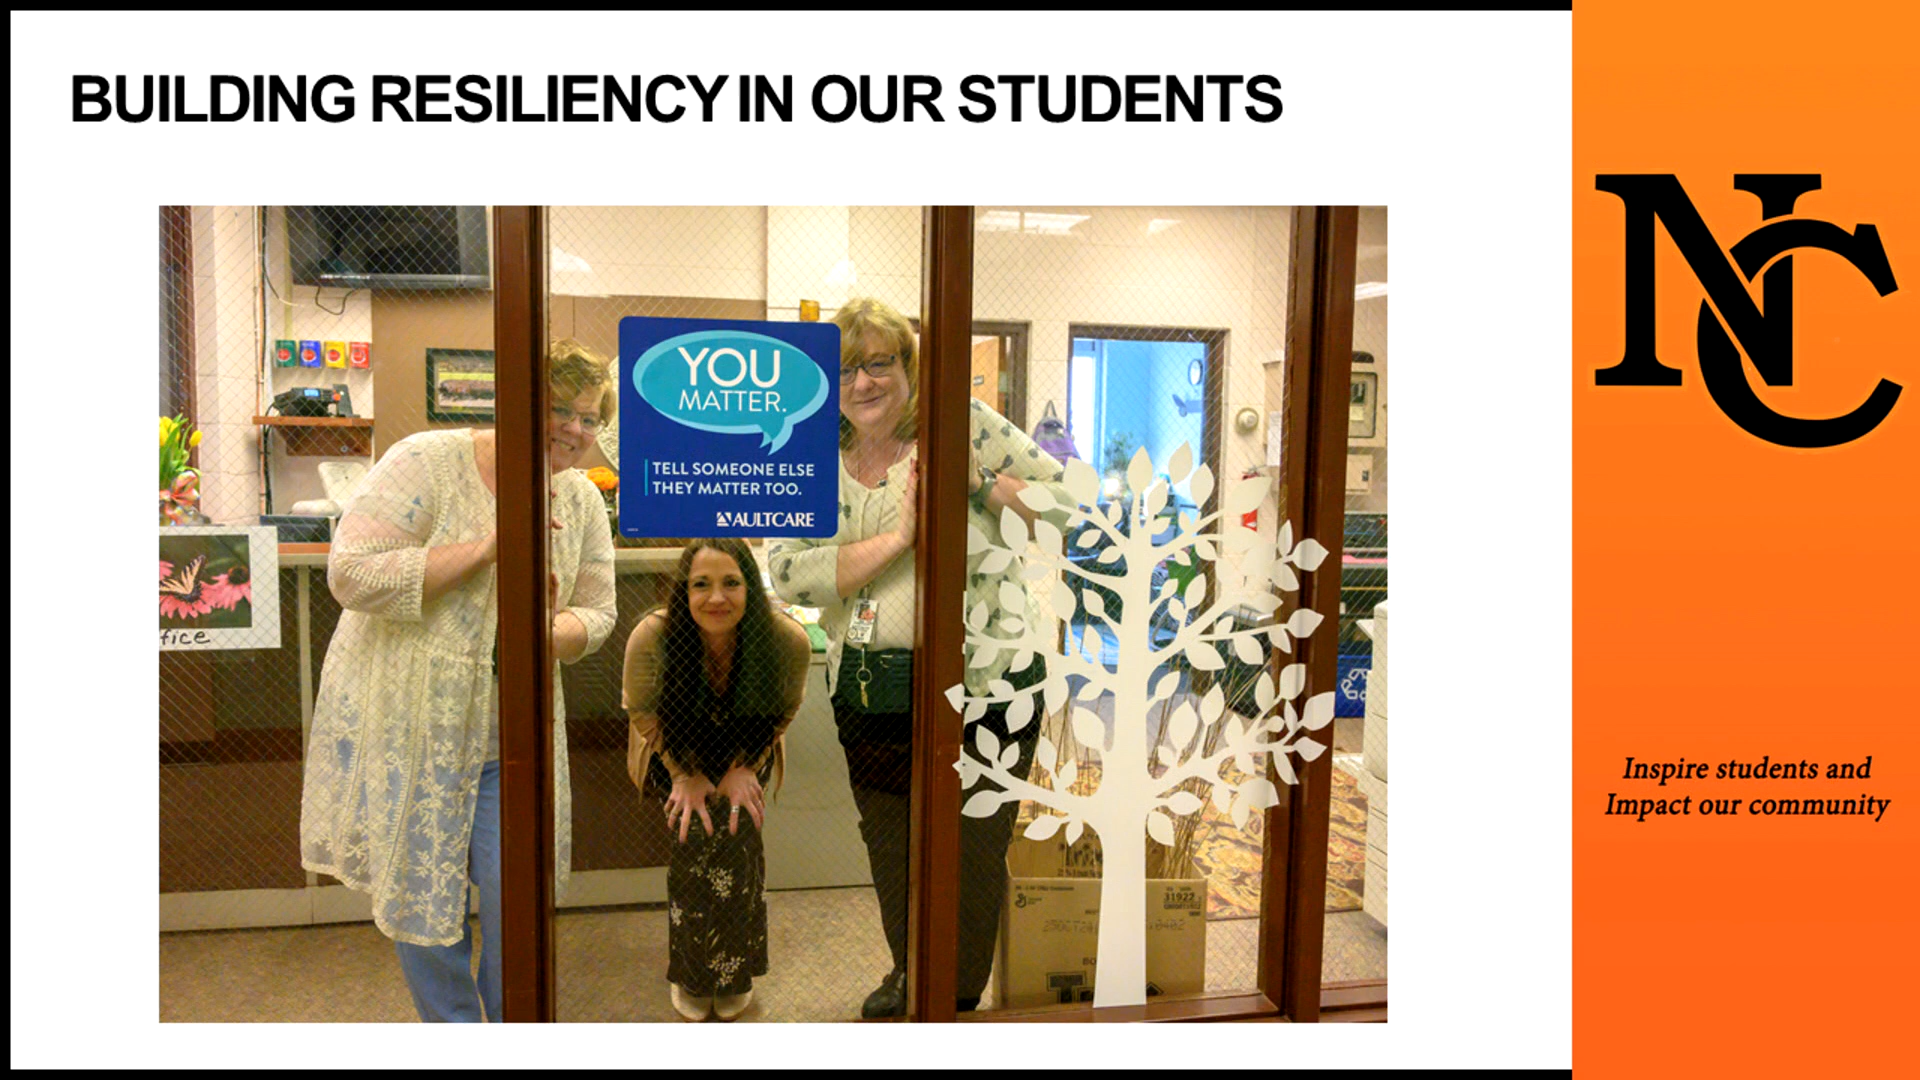 BUILDING RESILIENCY IN OUR STUDENTS
NC
YOU
MATTER.
TELL SOMEONE ELSE
THEY MATTER TOO.
AULTCARE
fice
31922
Inspire students and
Impact our community